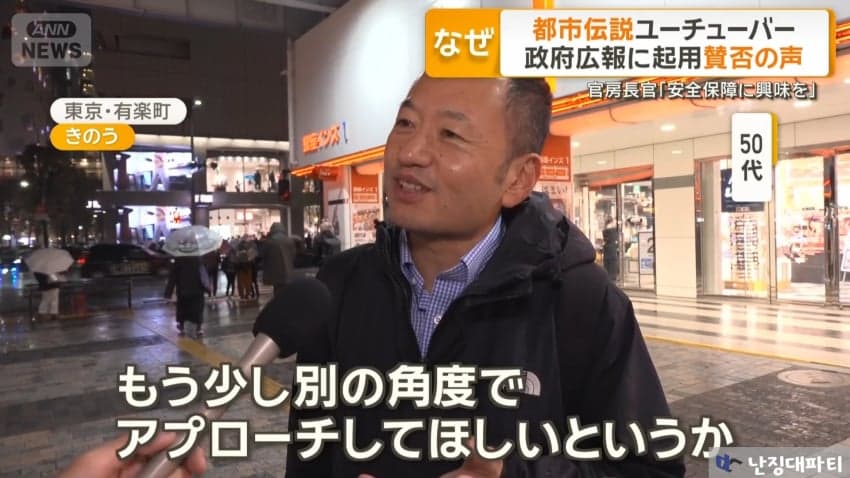 ANN
NEWS
なぜ
都市伝説ユーチューバー
政府広報に起用賛否の声
官房長官「安全保障に興味を」
東京・有楽町
きのう
50代
もう少し別の角度で
アプローチしてほしいというか
난징대파티